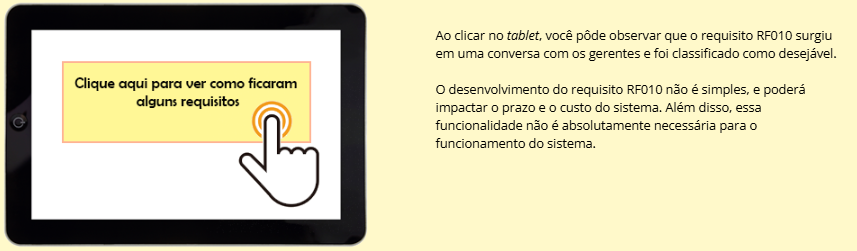 Clique aqui para ver como ficaram
alguns requisitos
Ao clicar no tablet, você pôde observar que o requisito RF010 surgiu
em uma conversa com os gerentes e foi classificado como desejável.
O desenvolvimento do requisito RF010 não é simples, e poderá
impactar o prazo e o custo do sistema. Além disso, essa
funcionalidade não é absolutamente necessária para o
funcionamento do sistema.